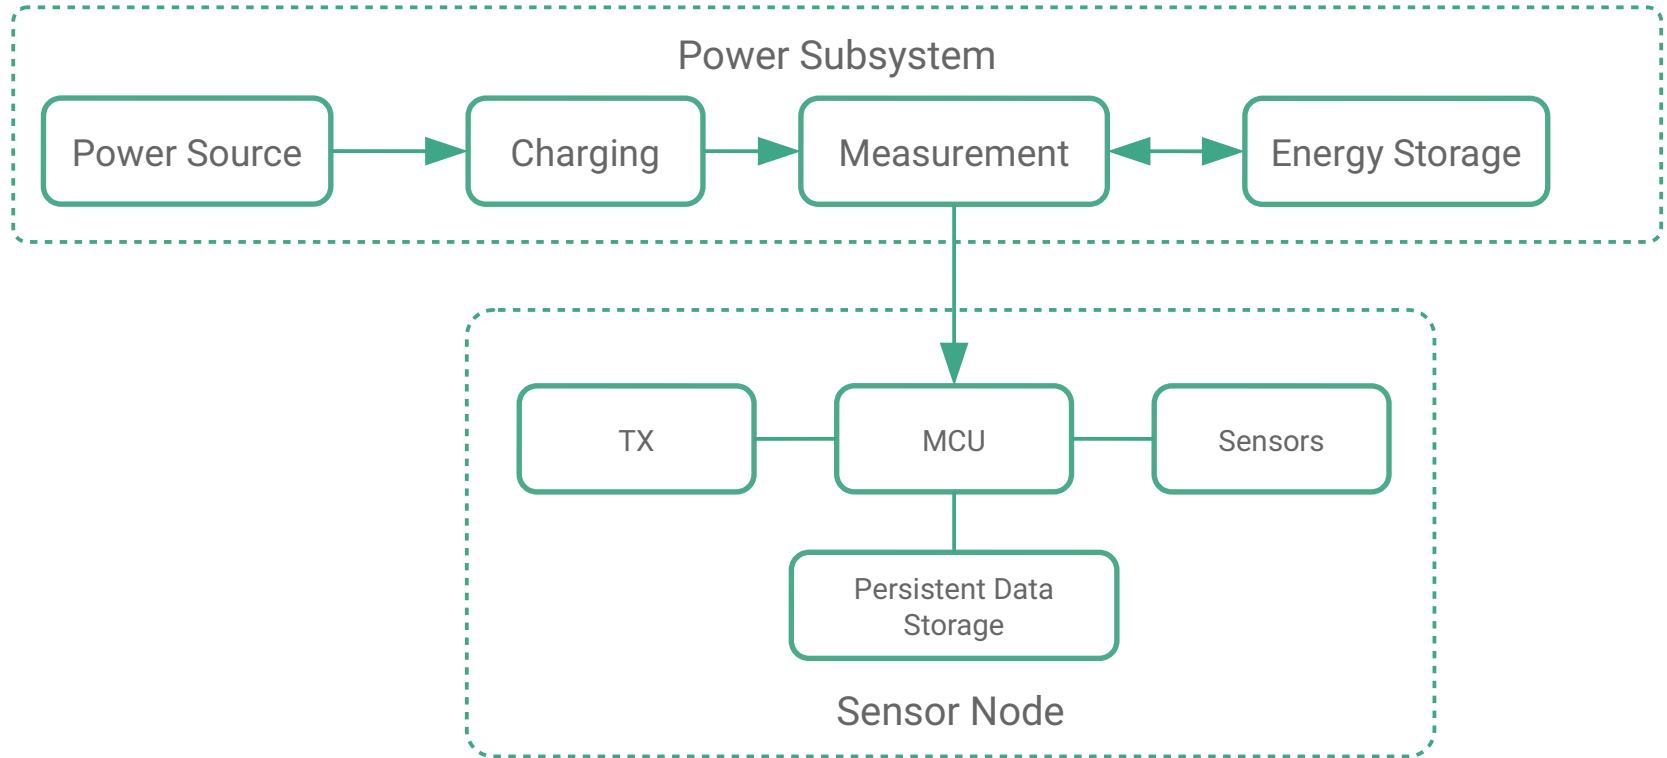 Power Subsystem
Power Source
Charging
Measurement
Energy Storage
TX
MCU
Sensors
Persistent Data
Storage
Sensor Node